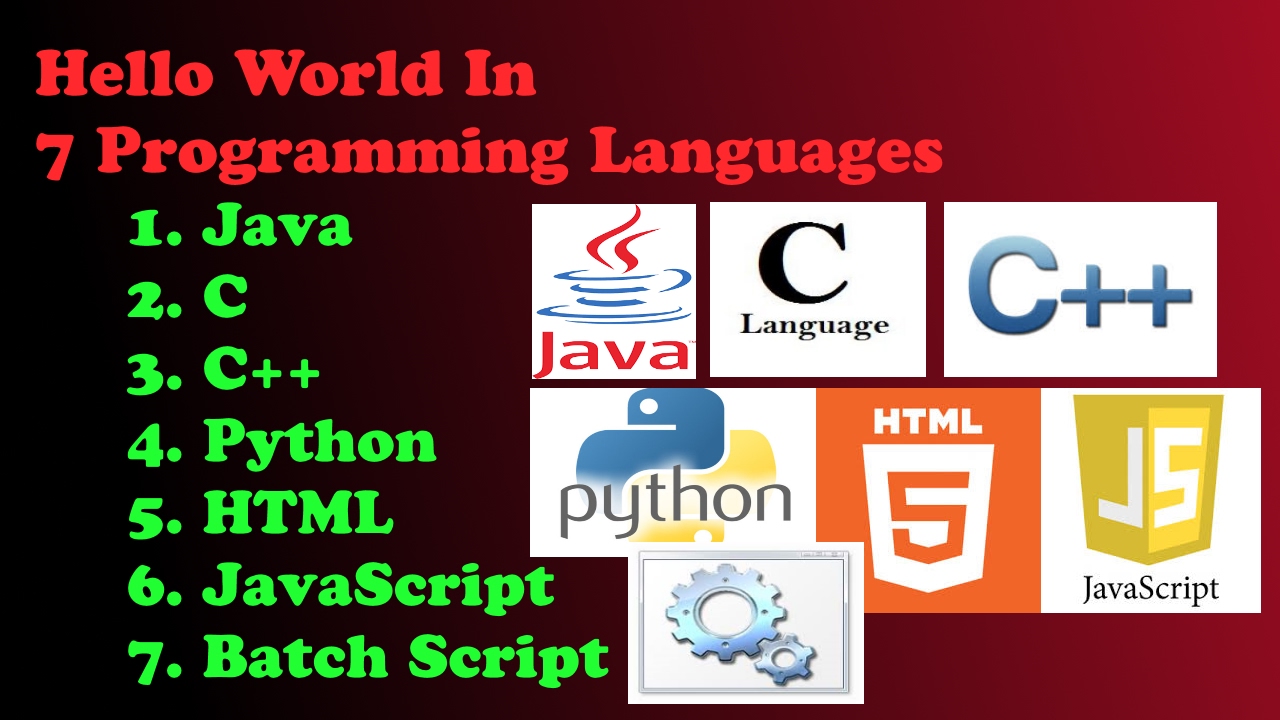 Hello World In
7 Programming Languages
1. Java
2. C
3. C++
4. Python
5. HTML
6. JavaScript
7. Batch Script
Java
C
Language
C++
python
HTML
5
JS
JavaScript